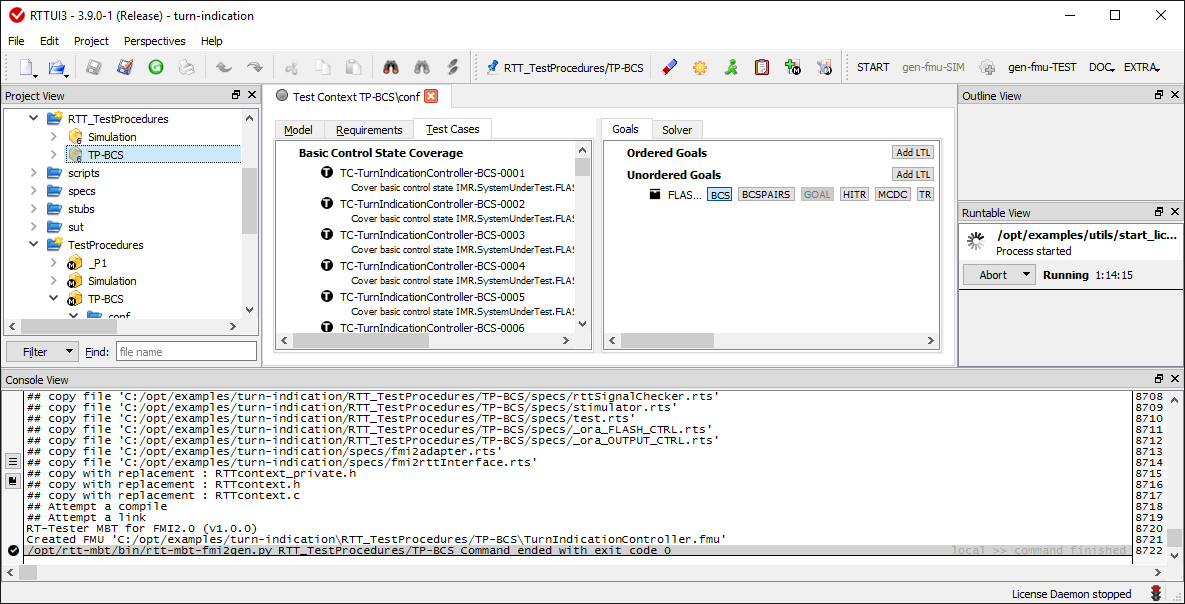 RTTUI3 - 3.9.0-1 (Release) - turn-indication
File Edit Project Perspectives Help
RTT_TestProcedures/TP-BCS START gen-fmu-SIM gen-fmu-TEST DOC EXTRA
Project View
RTT_TestProcedures
Simulation
TP-BCS
scripts
specs
stubs
sut
TestProcedures
_P1
Simulation
TP-BCS
conf
Filter Find: file name
Test Context TP-BCS\conf
Model Requirements Test Cases
Basic Control State Coverage
TC-TurnIndicationController-BCS-0001
Cover basic control state IMR.SystemUnderTest.FLAS
TC-TurnIndicationController-BCS-0002
Cover basic control state IMR.SystemUnderTest.FLAS
TC-TurnIndicationController-BCS-0003
Cover basic control state IMR.SystemUnderTest.FLAS
TC-TurnIndicationController-BCS-0004
Cover basic control state IMR.SystemUnderTest.FLAS
TC-TurnIndicationController-BCS-0005
Cover basic control state IMR.SystemUnderTest.FLAS
TC-TurnIndicationController-BCS-0006
Goals Solver
Ordered Goals Add LTL
Unordered Goals Add LTL
FLAS... BCS BCSPAIRS GOAL HITR MCDC TR
Outline View
Runtable View
/opt/examples/utils/start_lic...
Process started
Abort Running 1:14:15
Console View
## copy file 'C:/opt/examples/turn-indication/RTT_TestProcedures/TP-BCS/specs/rttSignalChecker.rts' 8708
## copy file 'C:/opt/examples/turn-indication/RTT_TestProcedures/TP-BCS/specs/stimulator.rts' 8709
## copy file 'C:/opt/examples/turn-indication/RTT_TestProcedures/TP-BCS/specs/test.rts' 8710
## copy file 'C:/opt/examples/turn-indication/RTT_TestProcedures/TP-BCS/specs/_ora_FLASH_CTRL.rts' 8711
## copy file 'C:/opt/examples/turn-indication/RTT_TestProcedures/TP-BCS/specs/_ora_OUTPUT_CTRL.rts' 8712
## copy file 'C:/opt/examples/turn-indication/specs/fmi2adapter.rts' 8713
## copy file 'C:/opt/examples/turn-indication/specs/fmi2rttInterface.rts' 8714
## copy with replacement : RTTcontext_private.h 8715
## copy with replacement : RTTcontext.h 8716
## copy with replacement : RTTcontext.c 8717
## Attempt a compile 8718
## Attempt a link 8719
RT-Tester MBT for FMI2.0 (v1.0.0) 8720
Created FMU 'C:/opt/examples/turn-indication\RTT_TestProcedures/TP-BCS\TurnIndicationController.fmu' 8721
/opt/rtt-mbt/bin/rtt-mbt-fmi2gen.py RTT_TestProcedures/TP-BCS Command ended with exit code 0 local >> command finished 8722
License Daemon stopped